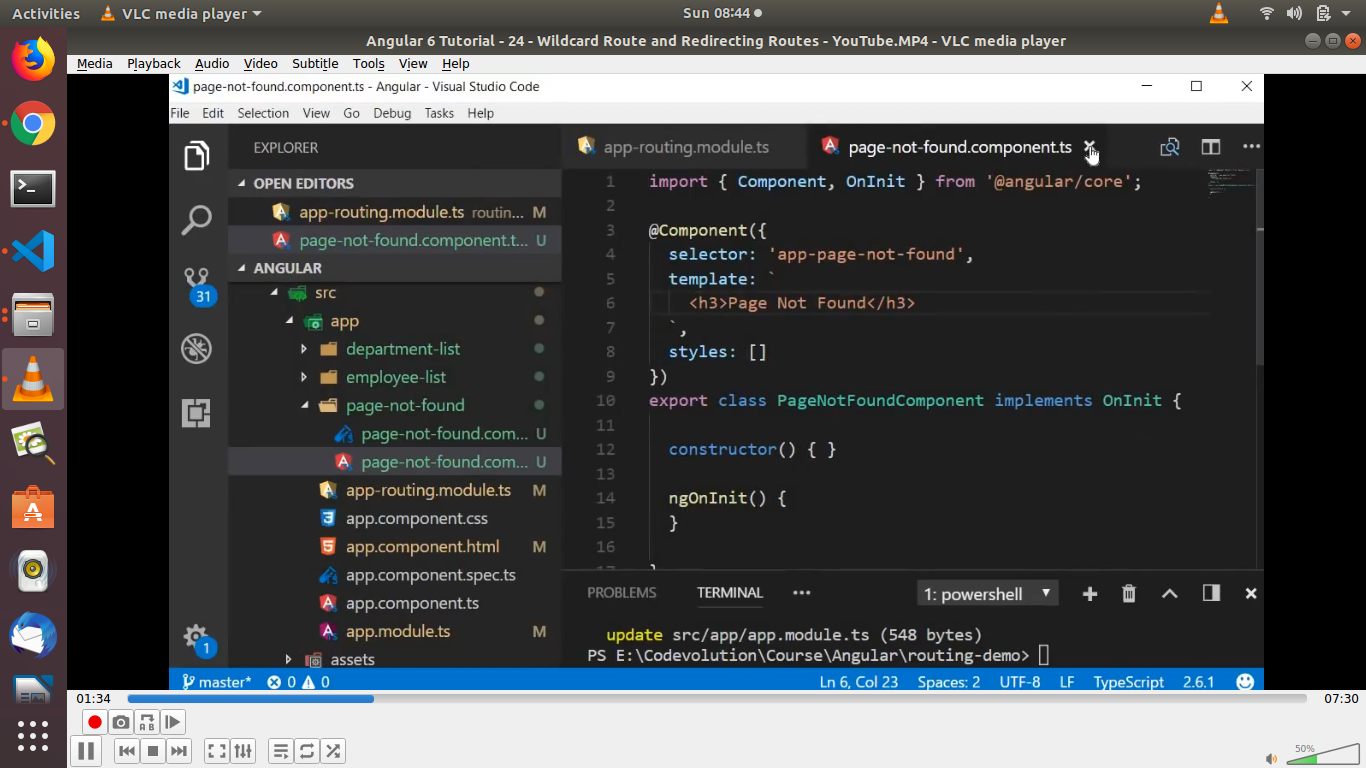 Activities VLC media player Sun 08:44
Angular 6 Tutorial - 24 - Wildcard Route and Redirecting Routes - YouTube.MP4 - VLC media player
Media Playback Audio Video Subtitle Tools View Help
page-not-found.component.ts - Angular - Visual Studio Code
File Edit Selection View Go Debug Tasks Help
EXPLORER
OPEN EDITORS
app-routing.module.ts routin... M
page-not-found.component.t... U
ANGULAR
src
app
department-list
employee-list
page-not-found
page-not-found.com... U
page-not-found.com... U
app-routing.module.ts M
app.component.css
app.component.html M
app.component.spec.ts
app.component.ts
app.module.ts M
assets
31
1
app-routing.module.ts page-not-found.component.ts
1 import { Component, OnInit } from '@angular/core';
2
3 @Component({
4 selector: 'app-page-not-found',
5 template: `
6 <h3>Page Not Found</h3>
7 `,
8 styles: []
9 })
10 export class PageNotFoundComponent implements OnInit {
11
12 constructor() { }
13
14 ngOnInit() {
15 }
16
PROBLEMS TERMINAL ... 1: powershell
update src/app/app.module.ts (548 bytes)
PS E:\Codevolution\Course\Angular\routing-demo>
master* 0 0 Ln 6, Col 23 Spaces: 2 UTF-8 LF TypeScript 2.6.1
01:34 07:30
50%